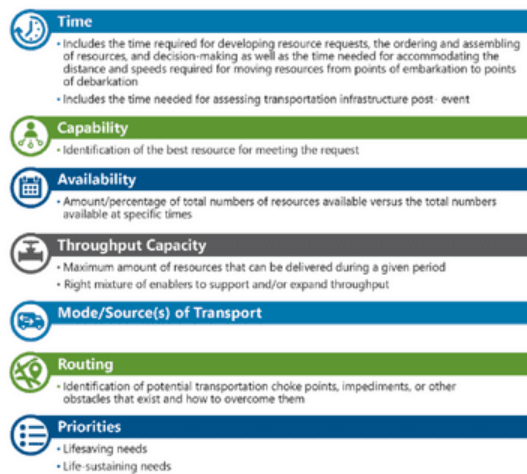 Time
• Includes the time required for developing resource requests, the ordering and assembling
of resources, and decision-making as well as the time needed for accommodating the
distance and speeds required for moving resources from points of embarkation to points
of debarkation
• Includes the time needed for assessing transportation infrastructure post- event
Capability
• Identification of the best resource for meeting the request
Availability
• Amount/percentage of total numbers of resources available versus the total numbers
available at specific times
Throughput Capacity
• Maximum amount of resources that can be delivered during a given period
• Right mixture of enablers to support and/or expand throughput
Mode/Source(s) of Transport
Routing
• Identification of potential transportation choke points, impediments, or other
obstacles that exist and how to overcome them
Priorities
• Lifesaving needs
• Life-sustaining needs